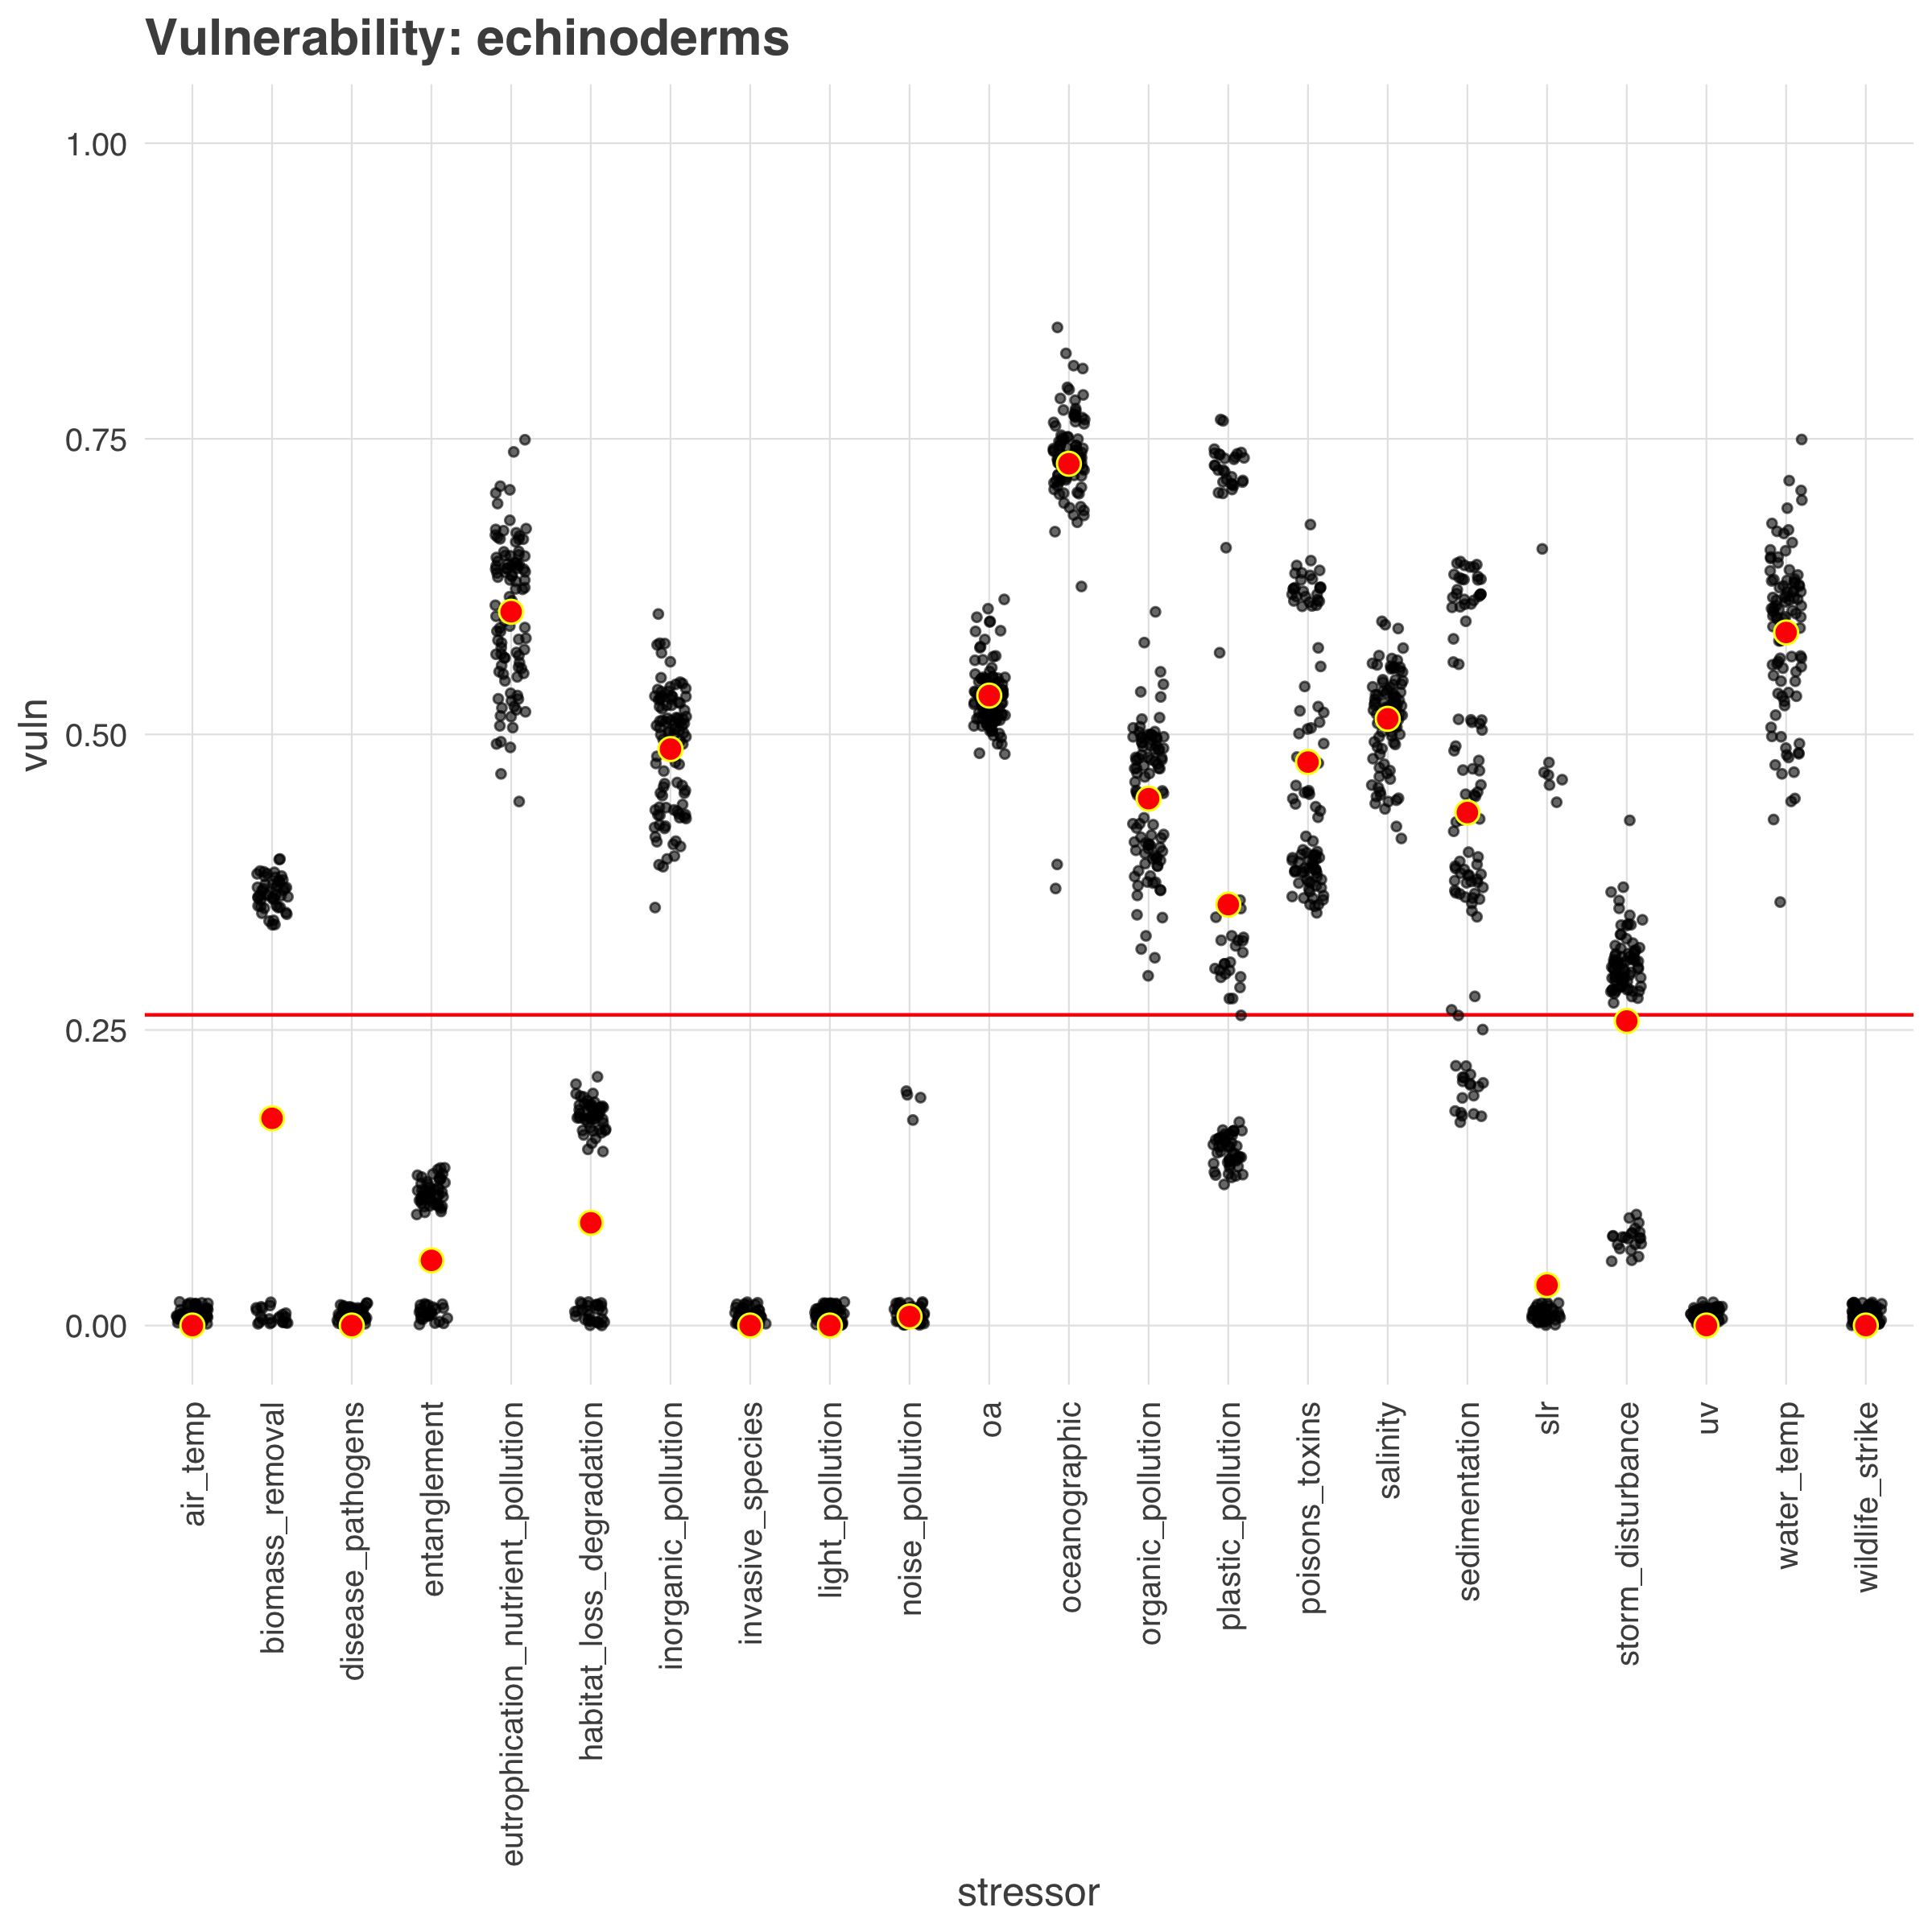 Vulnerability: echinoderms
1.00
0.75
0.50
0.25
0.00
vuln
air_temp
biomass_removal
disease_pathogens
entanglement
eutrophication_nutrient_pollution
habitat_loss_degradation
inorganic_pollution
invasive_species
light_pollution
noise_pollution
oa
oceanographic
organic_pollution
plastic_pollution
poisons_toxins
salinity
sedimentation
slr
storm_disturbance
uv
water_temp
wildlife_strike
stressor